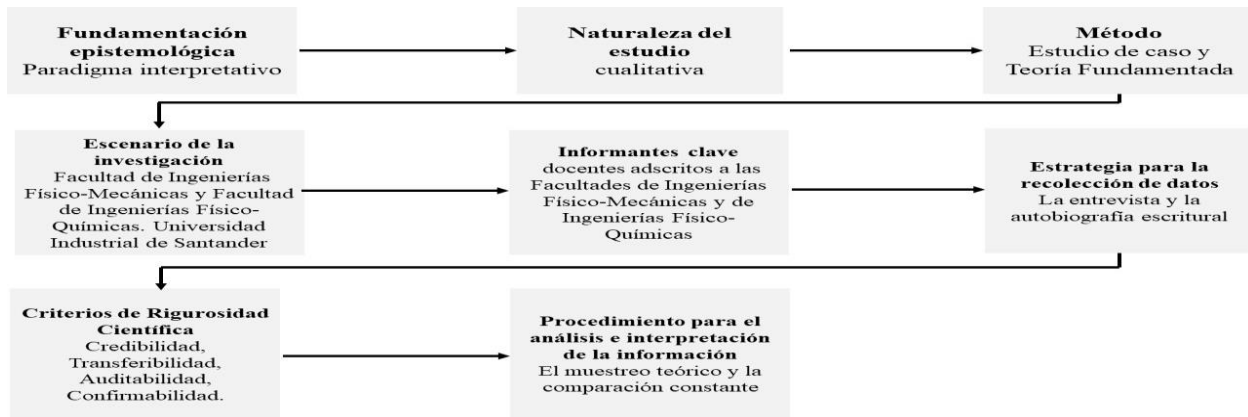 Fundamentación
epistemológica
Paradigma interpretativo
Naturaleza del
estudio
cualitativa
Método
Estudio de caso y
Teoría Fundamentada
Escenario de la
investigación
Facultad de Ingenierías
Físico-Mecánicas y Facultad
de Ingenierías Físico-
Químicas. Universidad
Industrial de Santander
Informantes clave
docentes adscritos a las
Facultades de Ingenierías
Físico-Mecánicas y de
Ingenierías Físico-
Químicas
Estrategia para la
recolección de datos
La entrevista y la
autobiografía escritural
Criterios de Rigurosidad
Científica
Credibilidad,
Transferibilidad,
Auditabilidad,
Confirmabilidad.
Procedimiento para el
análisis e interpretación
de la información
El muestreo teórico y la
comparación constante